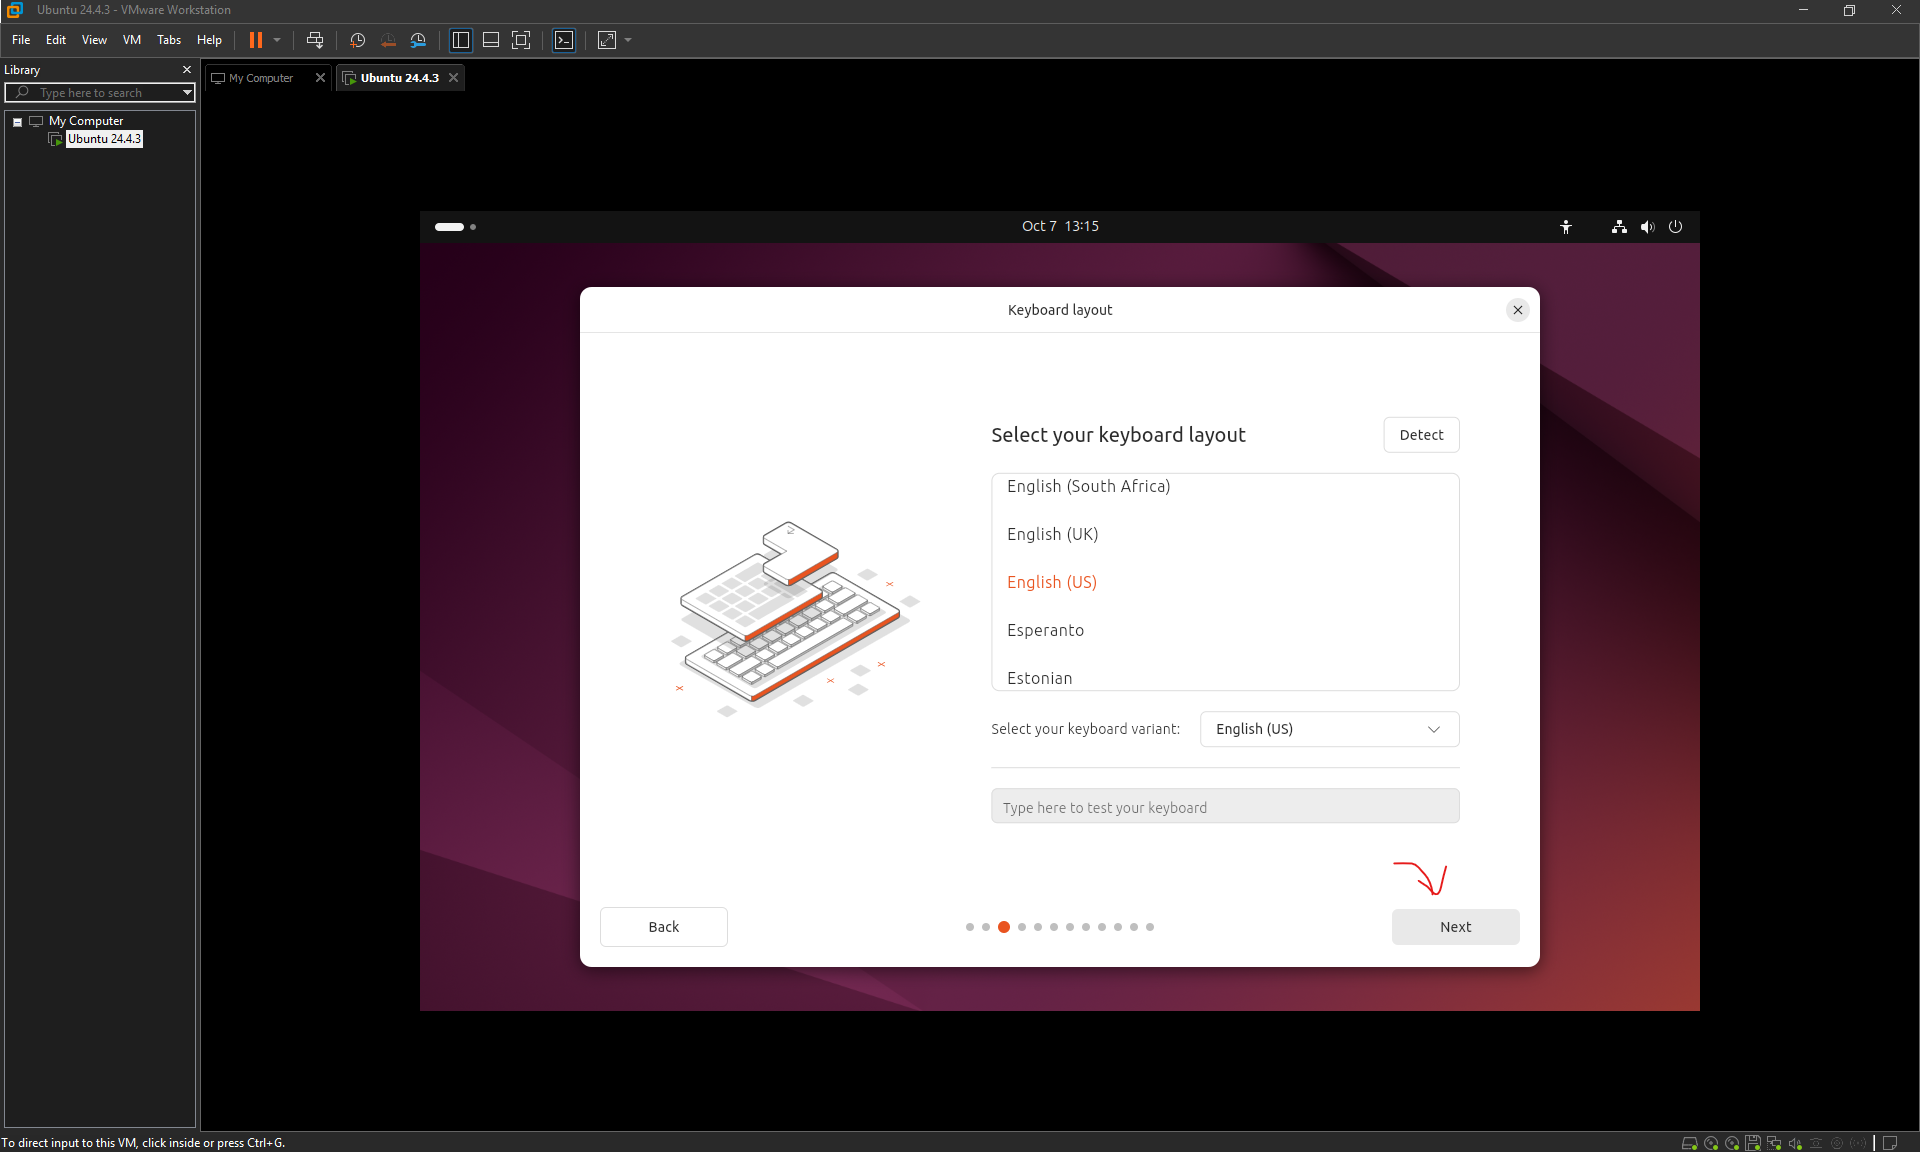 Ubuntu 24.4.3 - VMware Workstation
File Edit View VM Tabs Help
Library
My Computer
Ubuntu 24.4.3
Type here to search
My Computer
Ubuntu 24.4.3
Oct 7 13:15
Keyboard layout
Select your keyboard layout
Detect
English (South Africa)
English (UK)
English (US)
Esperanto
Estonian
Select your keyboard variant:
English (US)
Type here to test your keyboard
Back
Next
To direct input to this VM, click inside or press Ctrl+G.